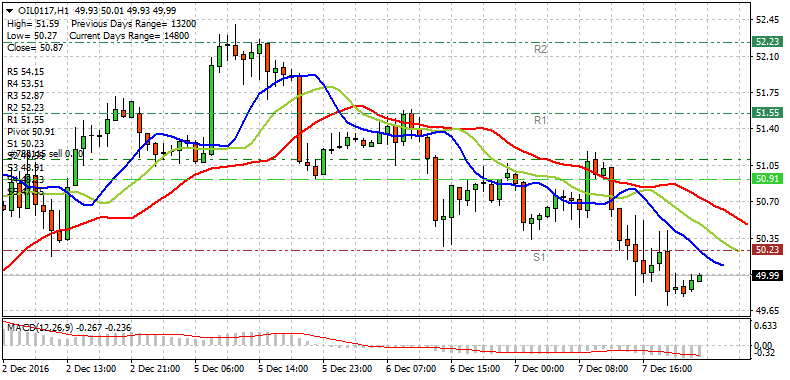 OIL0117,H1 49.93 50.01 49.93 49.99
High= 51.59 Previous Days Range= 13200
Low= 50.27 Current Days Range= 14800
Close= 50.87
R5 54.15
R4 53.51
R3 52.87
R2 52.23
R1 51.55
Pivot 50.91
S1 50.23
sell
S3 48.91
R2
R1
S1
52.45
52.23
52.10
51.75
51.55
51.40
51.05
50.91
50.70
50.35
50.23
49.99
49.65
MACD(12,26,9) -0.267 -0.236
0.633
0.00
-0.32
2 Dec 2016
2 Dec 13:00
2 Dec 21:00
5 Dec 06:00
5 Dec 14:00
5 Dec 23:00
6 Dec 07:00
6 Dec 15:00
7 Dec 00:00
7 Dec 08:00
7 Dec 16:00